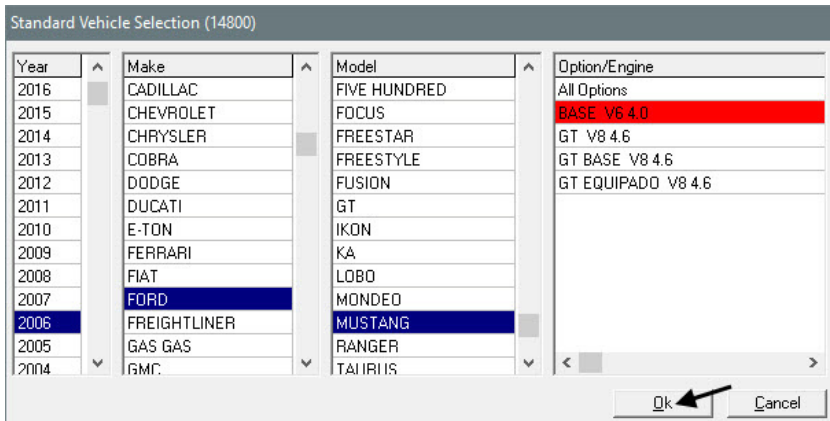 Standard Vehicle Selection (14800)
Year
2016
2015
2014
2013
2012
2011
2010
2009
2008
2007
2006
2005
2004
Make
CADILLAC
CHEVROLET
CHRYSLER
COBRA
DODGE
DUCATI
E-TON
FERRARI
FIAT
FORD
FREIGHTLINER
GAS GAS
GMC
Model
FIVE HUNDRED
FOCUS
FREESTAR
FREESTYLE
FUSION
GT
IKON
KA
LOBO
MONDEO
MUSTANG
RANGER
TAURUS
Option/Engine
All Options
BASE V6 4.0
GT V8 4.6
GT BASE V8 4.6
GT EQUIPADO V8 4.6
Ok
Cancel